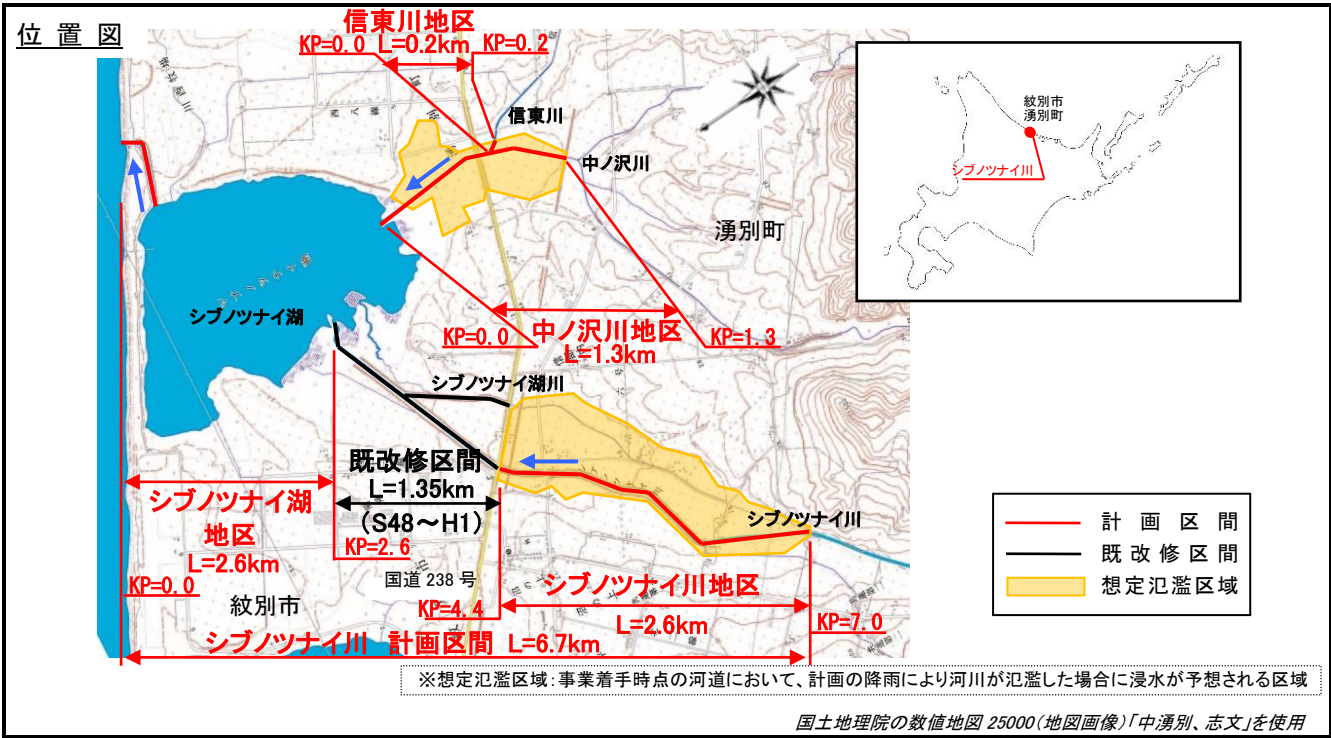 位置図
信東川地区
KP=0.0
L=0.2km
KP=0.2
信東川
中ノ沢川
湧別町
紋別市
湧別町
シブノツナイ川
シブノツナイ湖
KP=0.0
中ノ沢川地区
L=1.3km
KP=1.3
シブノツナイ湖川
既改修区間
L=1.35km
(S48～H1)
KP=2.6
シブノツナイ湖
地区
L=2.6km
KP=0.0
紋別市
国道238号
KP=4.4
シブノツナイ川
シブノツナイ川地区
L=2.6km
KP=7.0
シブノツナイ川 計画区間 L=6.7km
計画区間
既改修区間
想定氾濫区域
※想定氾濫区域：事業着手時点の河道において、計画の降雨により河川が氾濫した場合に浸水が予想される区域
国土地理院の数値地図 25000(地図画像)「中湧別、志文」を使用